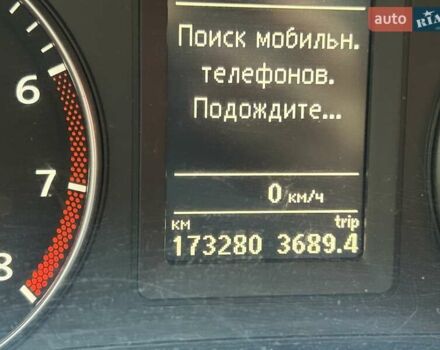 auto RIA
Поиск мобильн.
телефонов.
Подождите...
6
0 км/ч
7
км trip
173280 3689.4
8